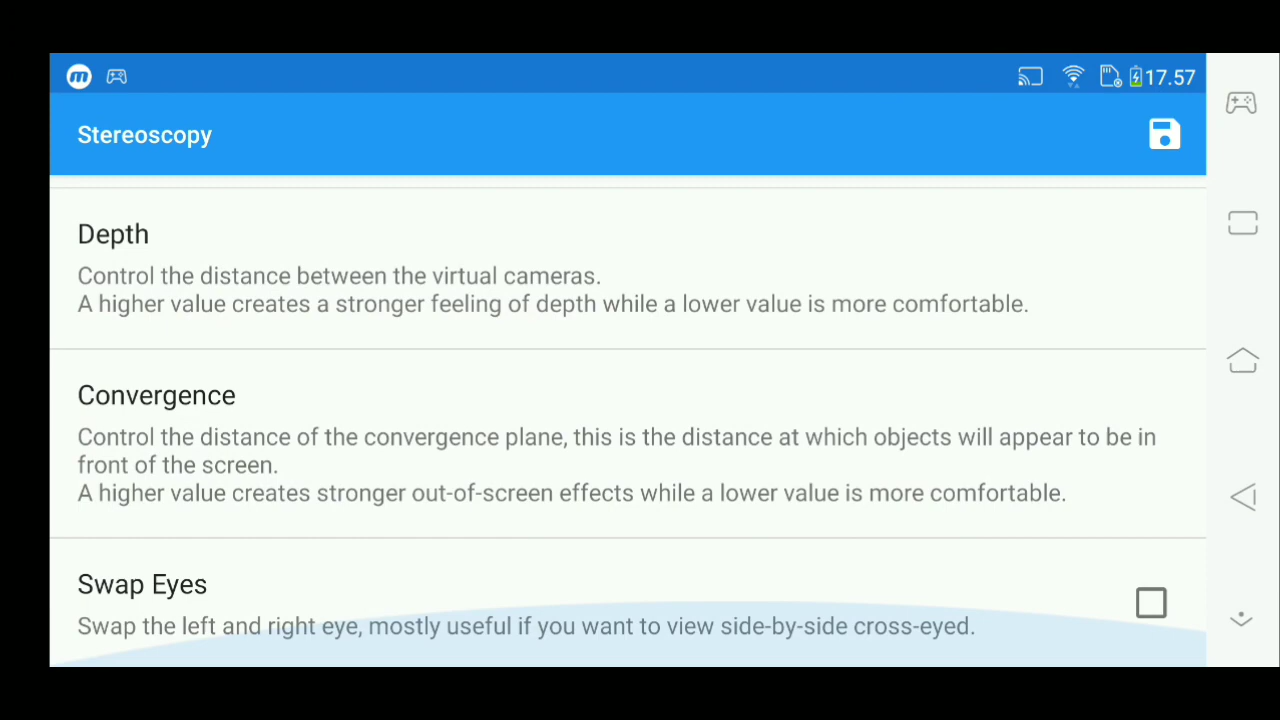 17.57
Stereoscopy
Depth
Control the distance between the virtual cameras.
A higher value creates a stronger feeling of depth while a lower value is more comfortable.
Convergence
Control the distance of the convergence plane, this is the distance at which objects will appear to be in
front of the screen.
A higher value creates stronger out-of-screen effects while a lower value is more comfortable.
Swap Eyes
Swap the left and right eye, mostly useful if you want to view side-by-side cross-eyed.